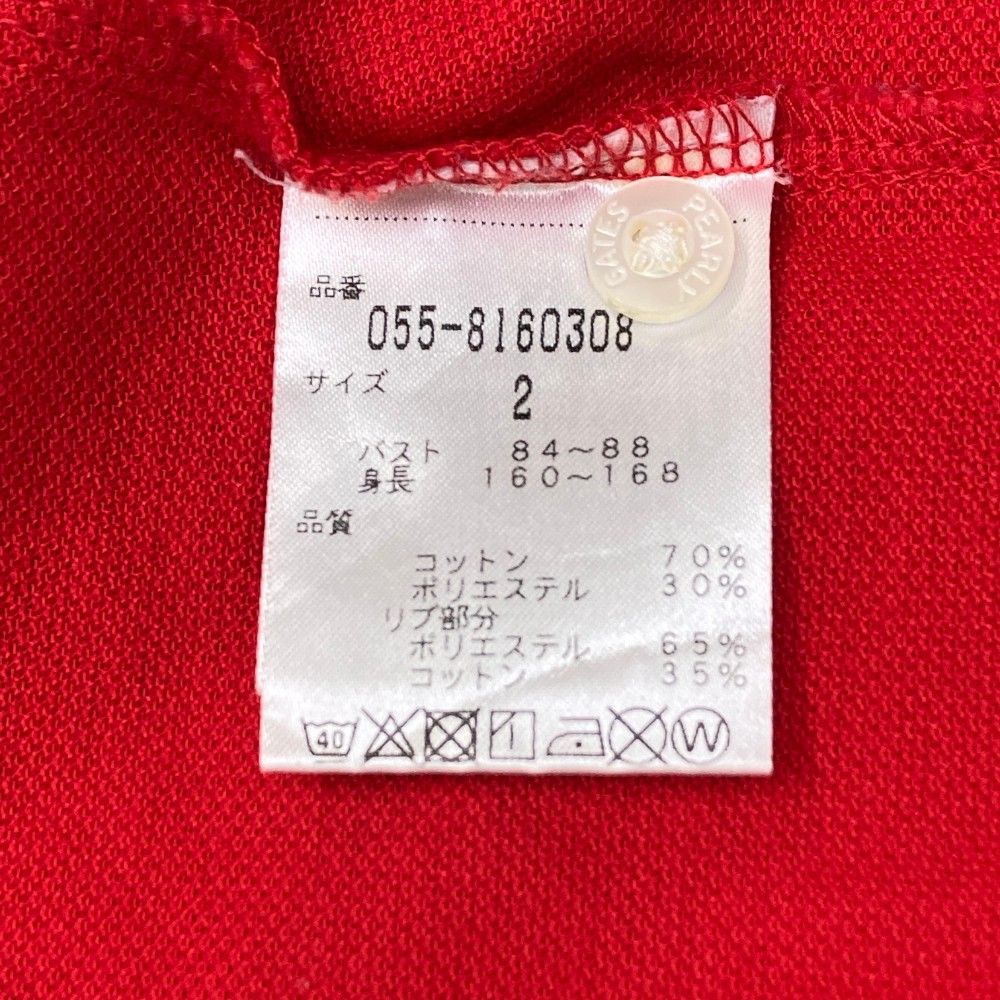 PEARLY GATES
品番
055-8160308
サイズ 2
バスト 84～88
身長 160～168
品質
コットン 70%
ポリエステル 30%
リブ部分
ポリエステル 65%
コットン 35%
40 W